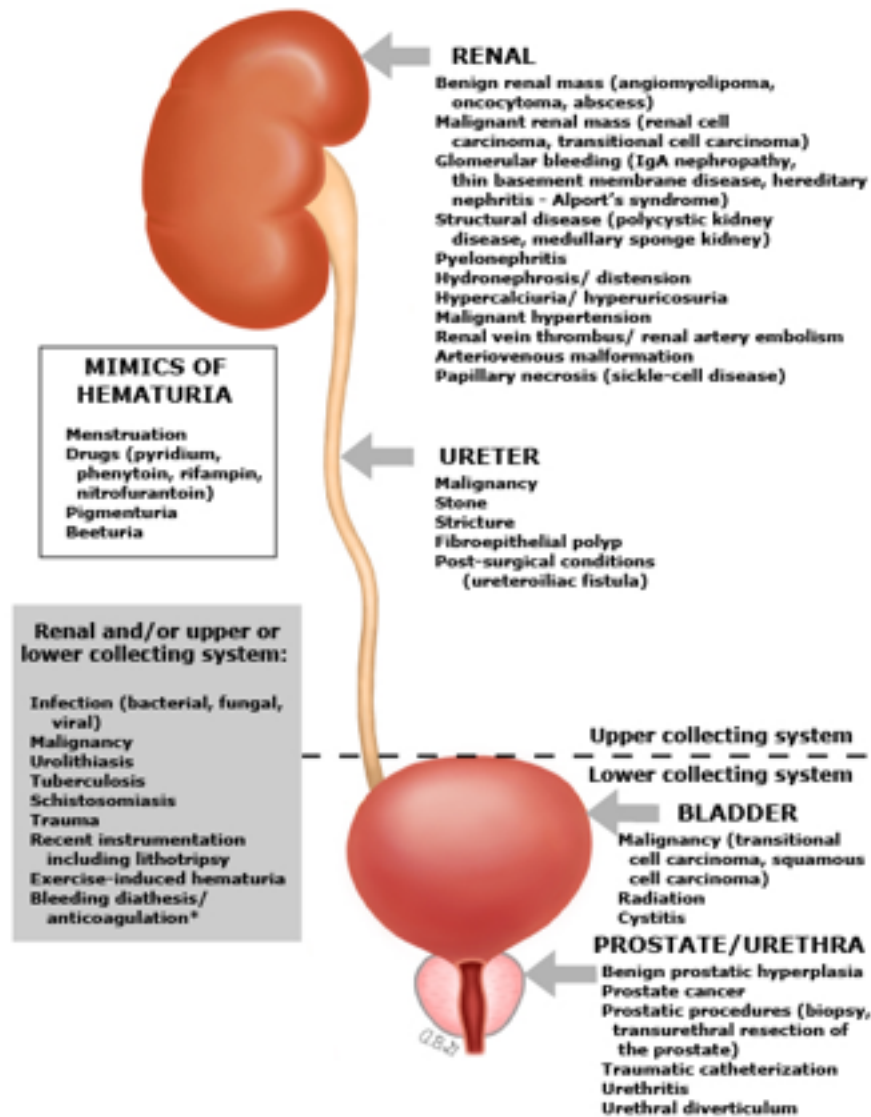 RENAL
Benign renal mass (angiomyolipoma,
oncocytoma, abscess)
Malignant renal mass (renal cell
carcinoma, transitional cell carcinoma)
Glomerular bleeding (IgA nephropathy,
thin basement membrane disease, hereditary
nephritis - Alport's syndrome)
Structural disease (polycystic kidney
disease, medullary sponge kidney)
Pyelonephritis
Hydronephrosis/ distension
Hypercalciuria/ hyperuricosuria
Malignant hypertension
Renal vein thrombus/ renal artery embolism
Arteriovenous malformation
Papillary necrosis (sickle-cell disease)
MIMICS OF
HEMATURIA
Menstruation
Drugs (pyridium,
phenytoin, rifampin,
nitrofurantoin)
Pigmenturia
Beeturia
URETER
Malignancy
Stone
Stricture
Fibroepithelial polyp
Post-surgical conditions
(ureteroiliac fistula)
Renal and/or upper or
lower collecting system:
Infection (bacterial, fungal,
viral)
Malignancy
Urolithiasis
Tuberculosis
Schistosomiasis
Trauma
Recent instrumentation
including lithotripsy
Exercise-induced hematuria
Bleeding diathesis/
anticoagulation*
Upper collecting system
Lower collecting system
BLADDER
Malignancy (transitional
cell carcinoma, squamous
cell carcinoma)
Radiation
Cystitis
PROSTATE/URETHRA
Benign prostatic hyperplasia
Prostate cancer
Prostatic procedures (biopsy,
transurethral resection of
the prostate)
Traumatic catheterization
Urethritis
Urethral diverticulum